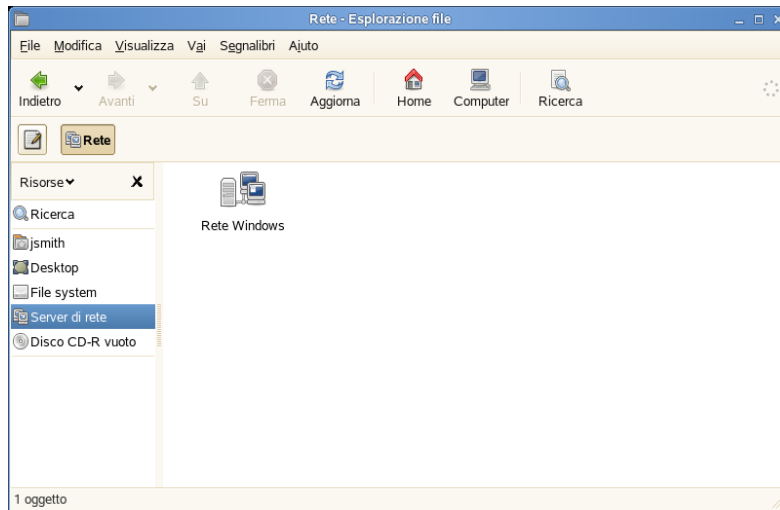 Rete - Esplorazione file
File Modifica Visualizza Vai Segnalibri Aiuto
Indietro Avanti Su Ferma Aggiorna Home Computer Ricerca
Rete
Risorse
Ricerca
jsmith
Desktop
File system
Server di rete
Disco CD-R vuoto
Rete Windows
1 oggetto